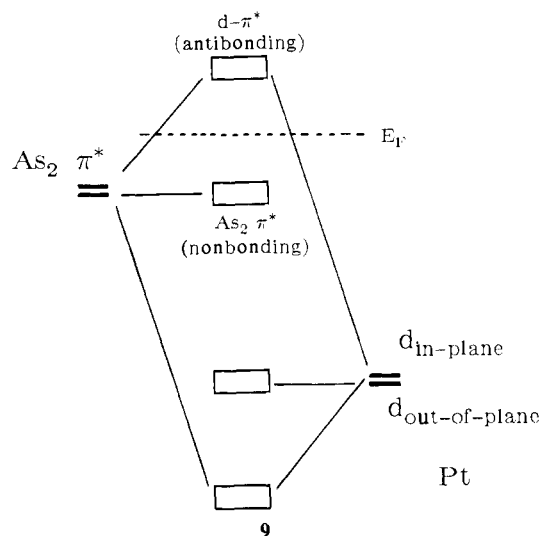 d-π*
(antibonding)
E_F
As₂ π*
As₂ π*
(nonbonding)
d_in-plane
d_out-of-plane
Pt
9